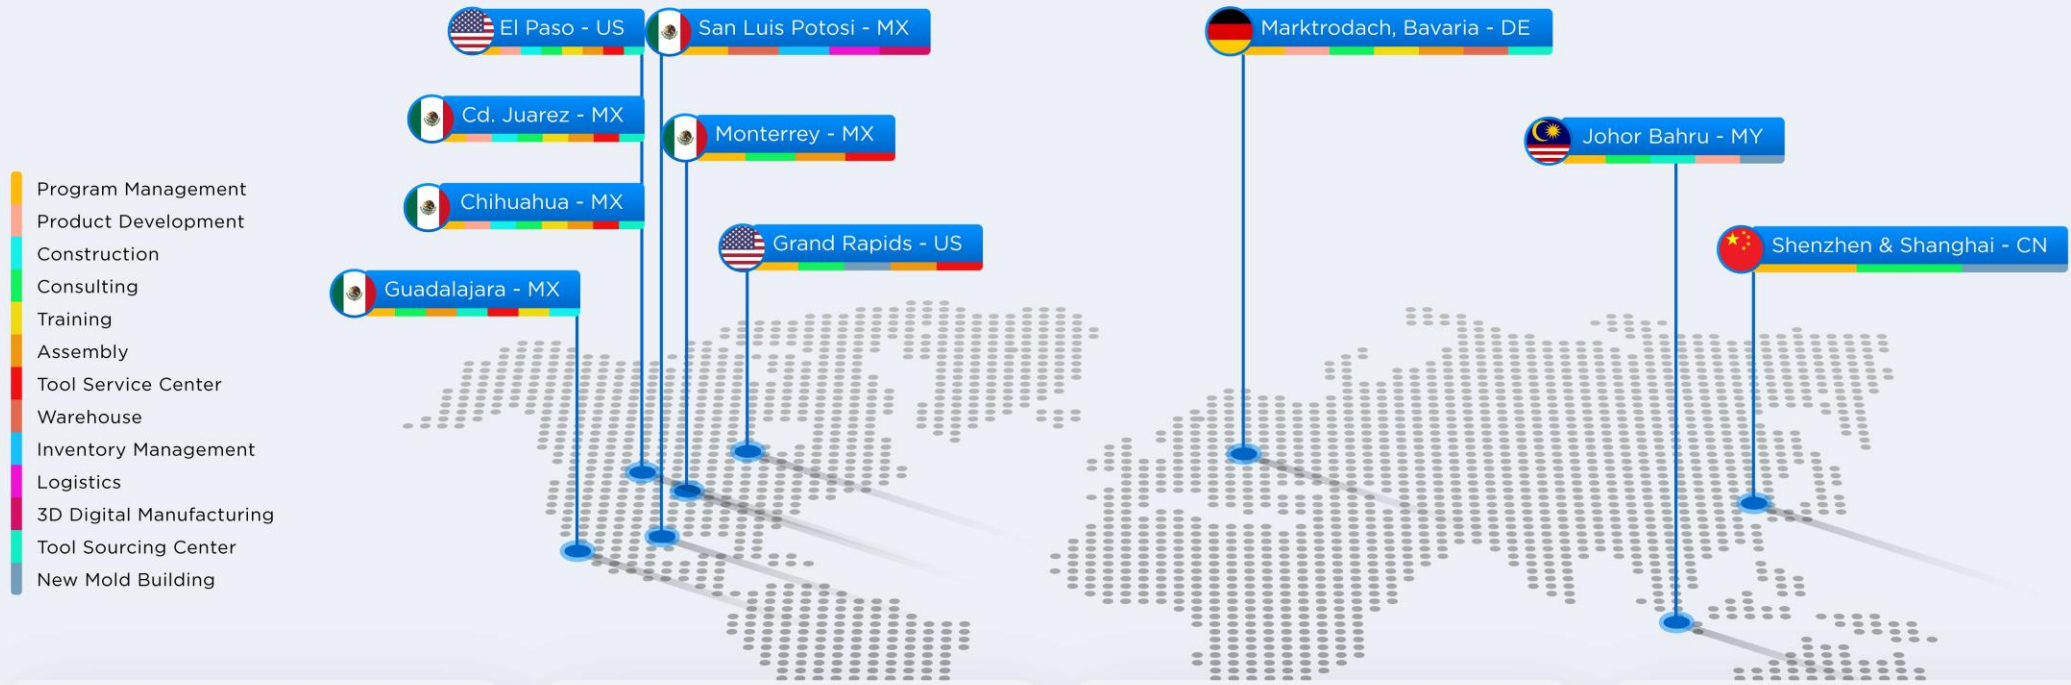 El Paso - US
San Luis Potosi - MX
Marktrodach, Bavaria - DE
Cd. Juarez - MX
Monterrey - MX
Johor Bahru - MY
Chihuahua - MX
Grand Rapids - US
Shenzhen & Shanghai - CN
Guadalajara - MX
Program Management
Product Development
Construction
Consulting
Training
Assembly
Tool Service Center
Warehouse
Inventory Management
Logistics
3D Digital Manufacturing
Tool Sourcing Center
New Mold Building